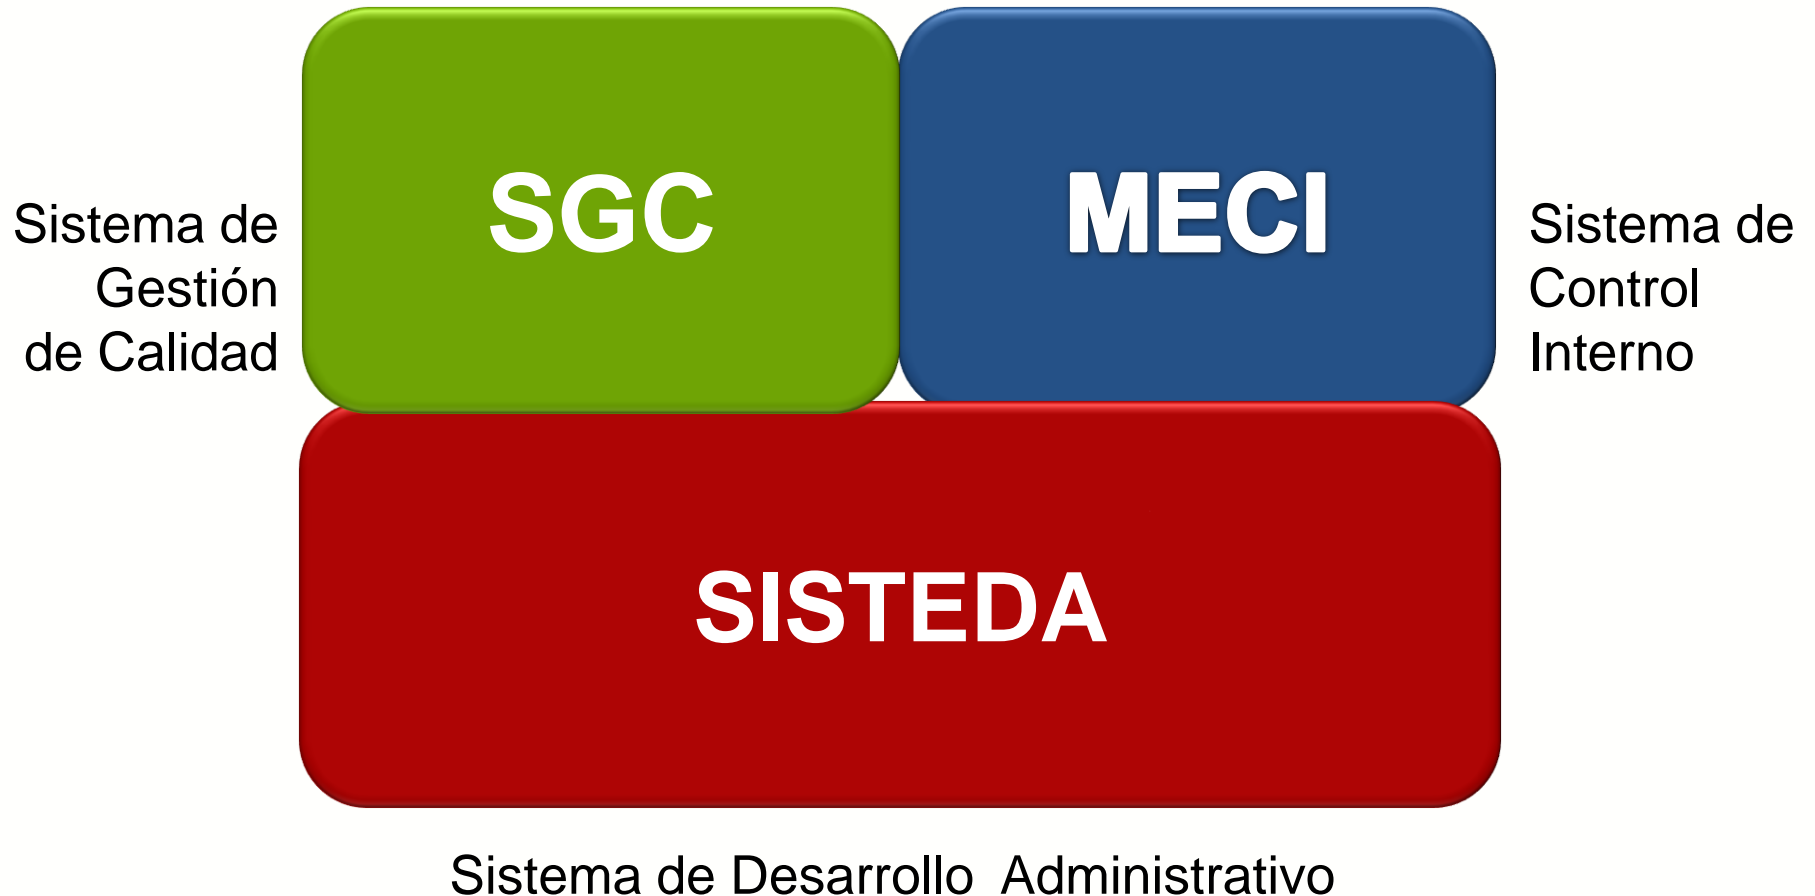 SGC
MECI
Sistema de
Gestión
de Calidad
Sistema de
Control
Interno
SISTEDA
Sistema de Desarrollo  Administrativo